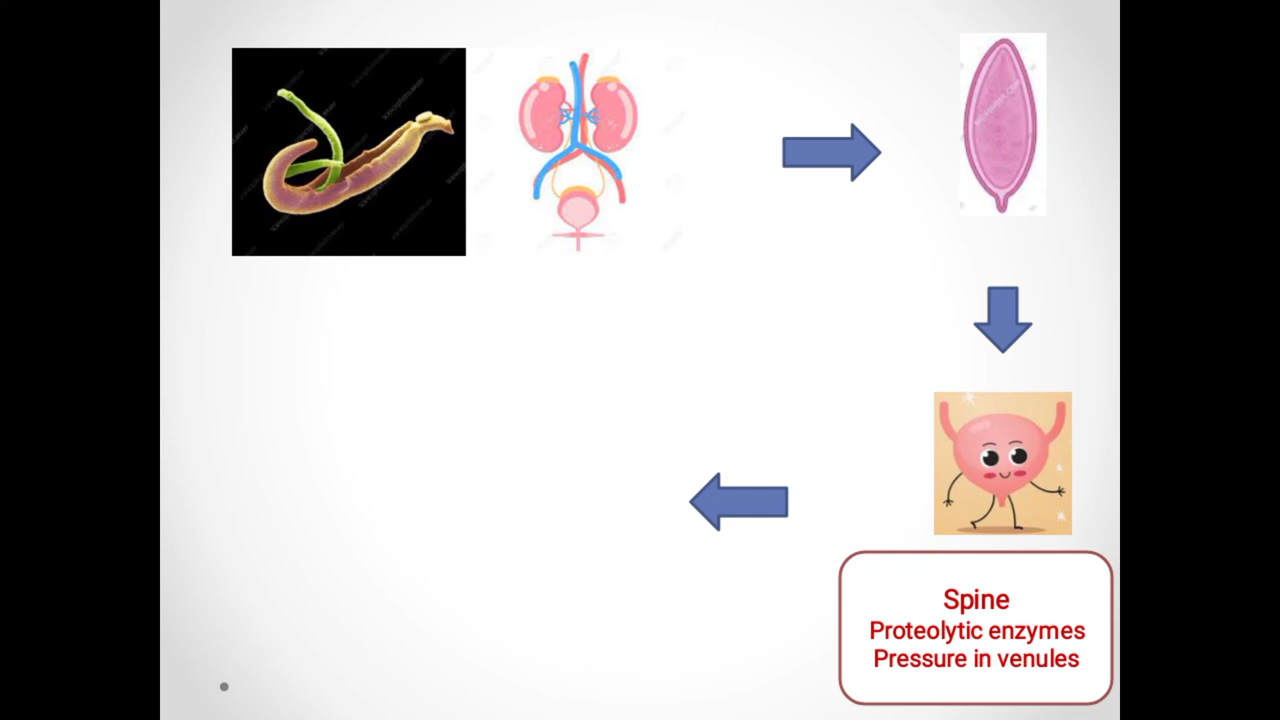 Spine
Proteolytic enzymes
Pressure in venules